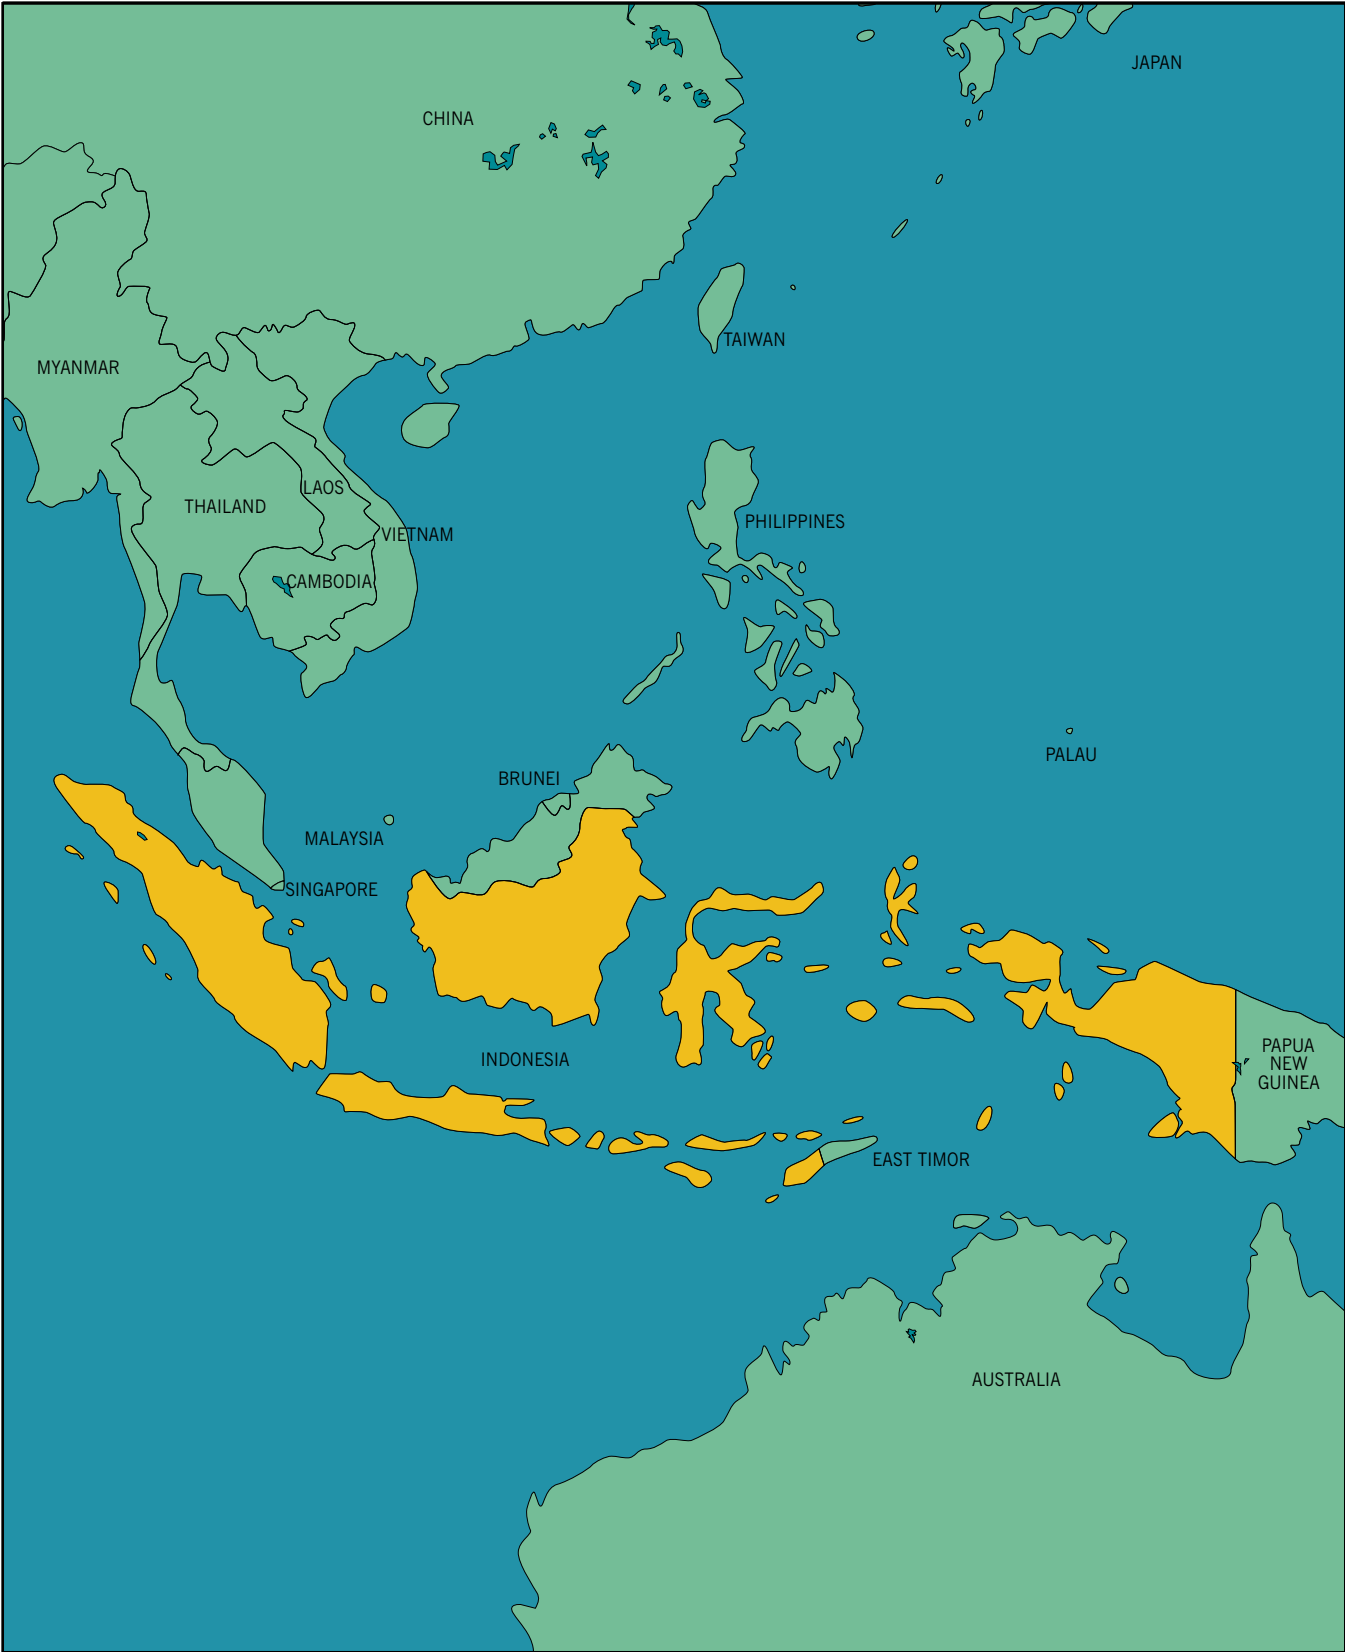 JAPAN
CHINA
TAIWAN
MYANMAR
LAOS
THAILAND
PHILIPPINES
VIETNAM
CAMBODIA
PALAU
BRUNEI
MALAYSIA
SINGAPORE
INDONESIA
PAPUA
NEW
GUINEA
EAST TIMOR
AUSTRALIA